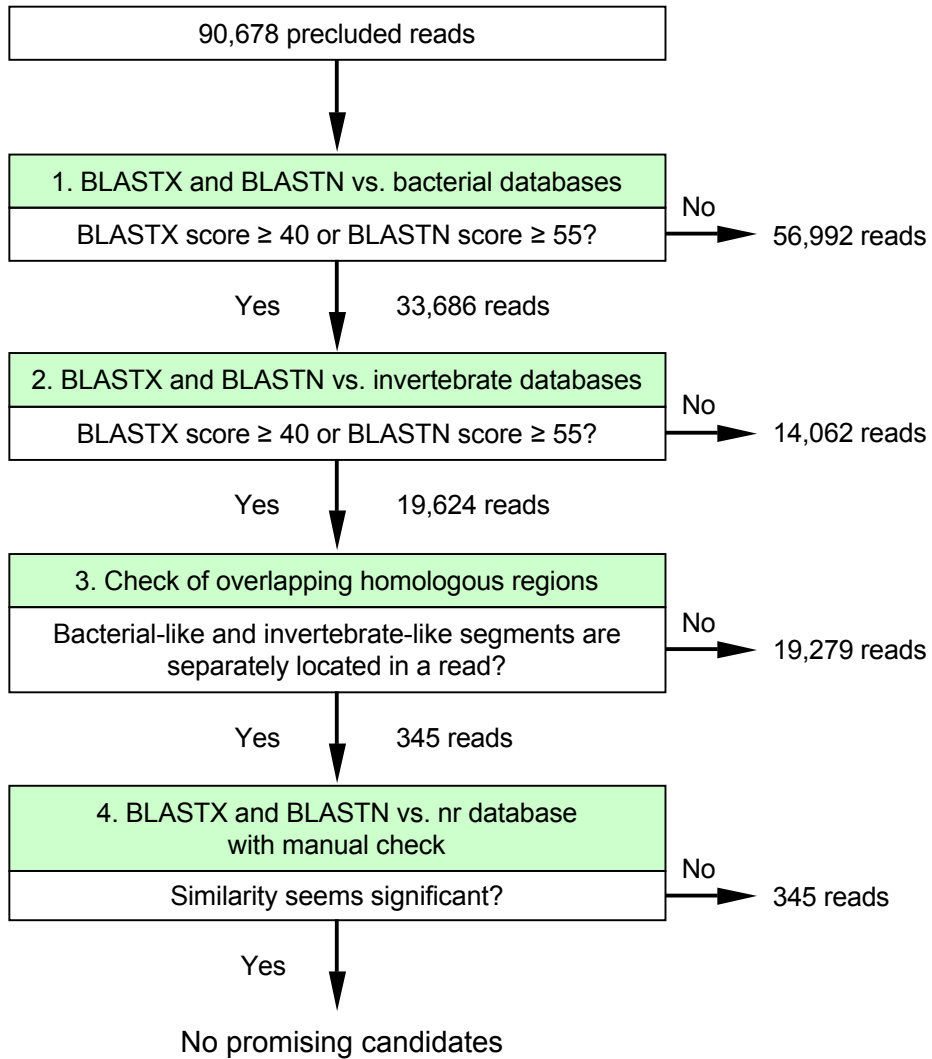 90,678 precluded reads
1. BLASTX and BLASTN vs. bacterial databases
BLASTX score ≥ 40 or BLASTN score ≥ 55?
No
56,992 reads
Yes
33,686 reads
2. BLASTX and BLASTN vs. invertebrate databases
BLASTX score ≥ 40 or BLASTN score ≥ 55?
No
14,062 reads
Yes
19,624 reads
3. Check of overlapping homologous regions
Bacterial-like and invertebrate-like segments are
separately located in a read?
No
19,279 reads
Yes
345 reads
4. BLASTX and BLASTN vs. nr database
with manual check
Similarity seems significant?
No
345 reads
Yes
No promising candidates